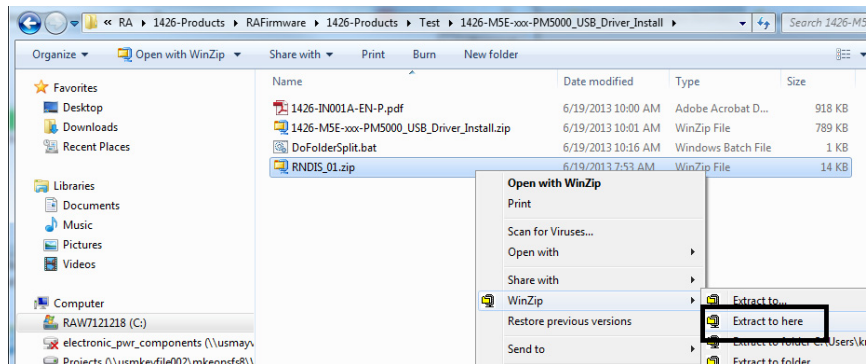 « RA ▸ 1426-Products ▸ RAFirmware ▸ 1426-Products ▸ Test ▸ 1426-M5E-xxx-PM5000_USB_Driver_Install ▸ Search 1426-M5
Organize Open with WinZip Share with Print Burn New folder
Name Date modified Type Size
Favorites
Desktop
Downloads
Recent Places
Libraries
Documents
Music
Pictures
Videos
Computer
RAW7121218 (C:)
electronic_pwr_components (\\usmayv
Projects (\\usmkefile002\mkeopsfs8\)
1426-IN001A-EN-P.pdf 6/19/2013 10:00 AM Adobe Acrobat D... 918 KB
1426-M5E-xxx-PM5000_USB_Driver_Install.zip 6/19/2013 10:01 AM WinZip File 789 KB
DoFolderSplit.bat 6/19/2013 10:16 AM Windows Batch File 1 KB
RNDIS_01.zip 6/19/2013 7:53 AM WinZip File 14 KB
Open with WinZip
Print
Scan for Viruses...
Open with
Share with
WinZip
Restore previous versions
Send to
Extract to...
Extract to here
Extract to folder C:\Users\k
Extract to folder